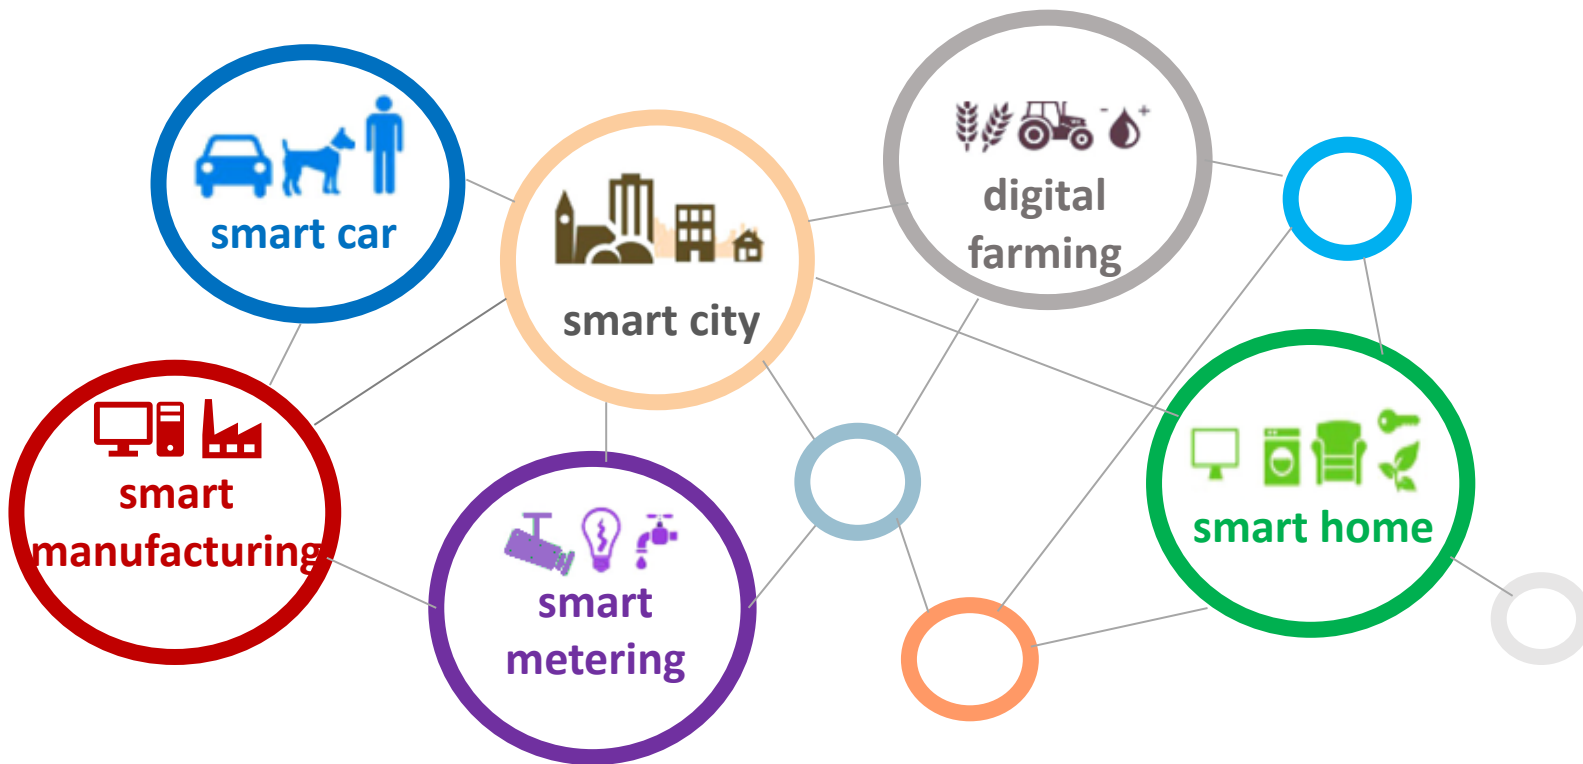 smart car
smart city
digital
farming
smart
manufacturing
smart
metering
smart home